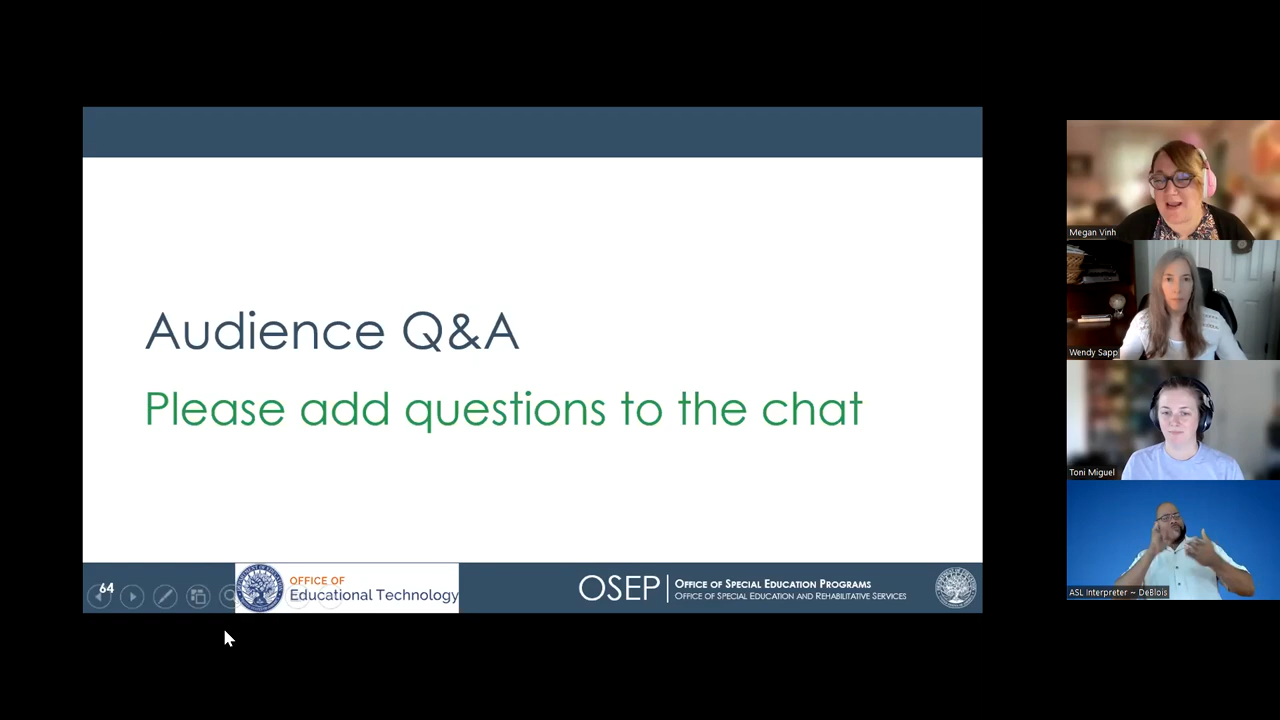 Audience Q&A
Please add questions to the chat
64
OFFICE OF
Educational Technology
OSEP
Office of Special Education Programs
Office of Special Education and Rehabilitative Services
Megan Vinh
Wendy Sapp
Toni Miguel
ASL Interpreter ~ DeBlois